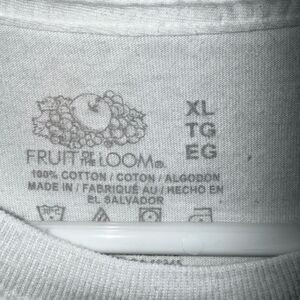 FRUIT OF THE LOOM®
XL
TG
EG
100% COTTON / COTON / ALGODON
MADE IN / FABRIQUÉ AU / HECHO EN
EL SALVADOR